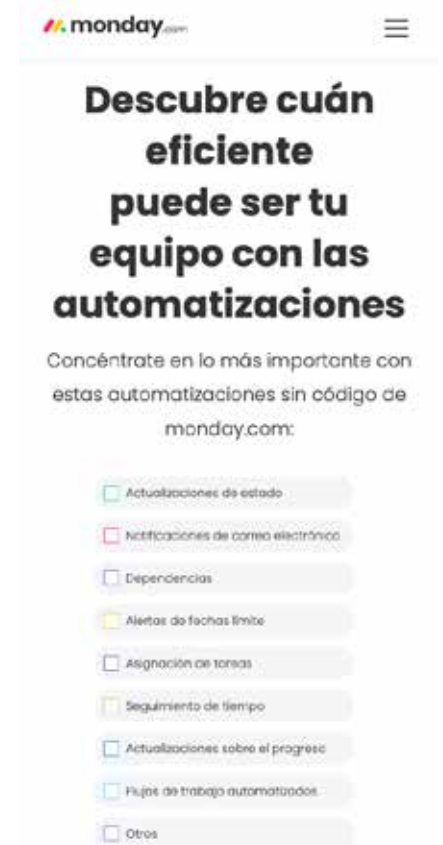 monday.com
Descubre cuán
eficiente
puede ser tu
equipo con las
automatizaciones
Concéntrate en lo más importante con
estas automatizaciones sin código de
monday.com:
Actualizaciones de estado
Notificaciones de correo electrónico
Dependencias
Alertas de fechas límite
Asignación de tareas
Seguimiento de tiempo
Actualizaciones sobre el progreso
Flujos de trabajo automatizados
Otros